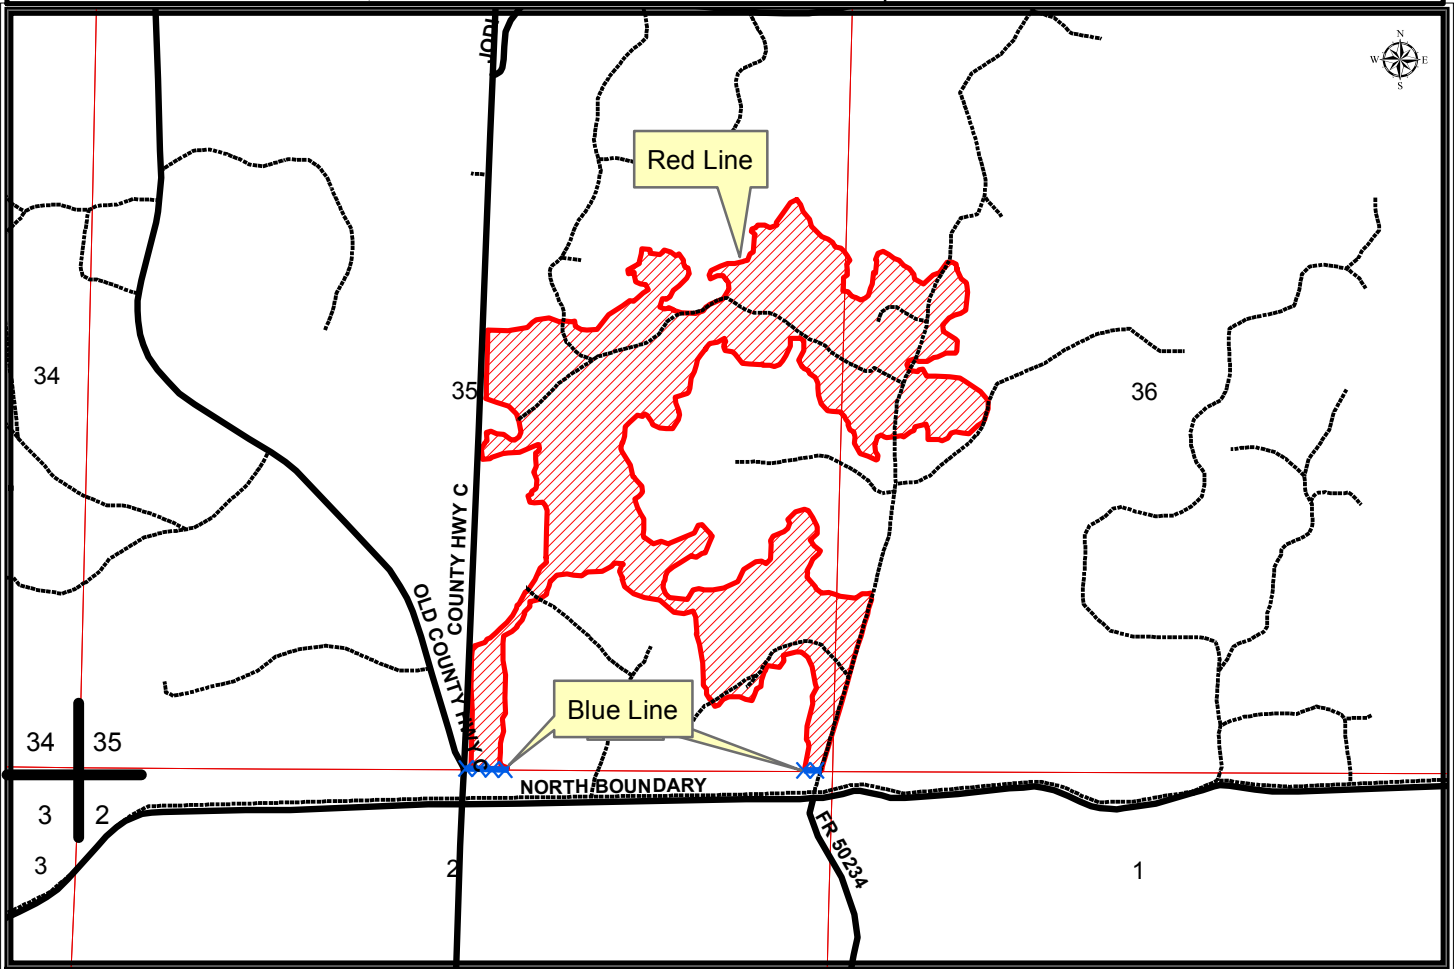 N
W E
S
Red Line
34
35
36
COUNTY HWY C
OLD COUNTY HWY C
Blue Line
34 35
NORTH BOUNDARY
3 2
FR 50234
3
2
1